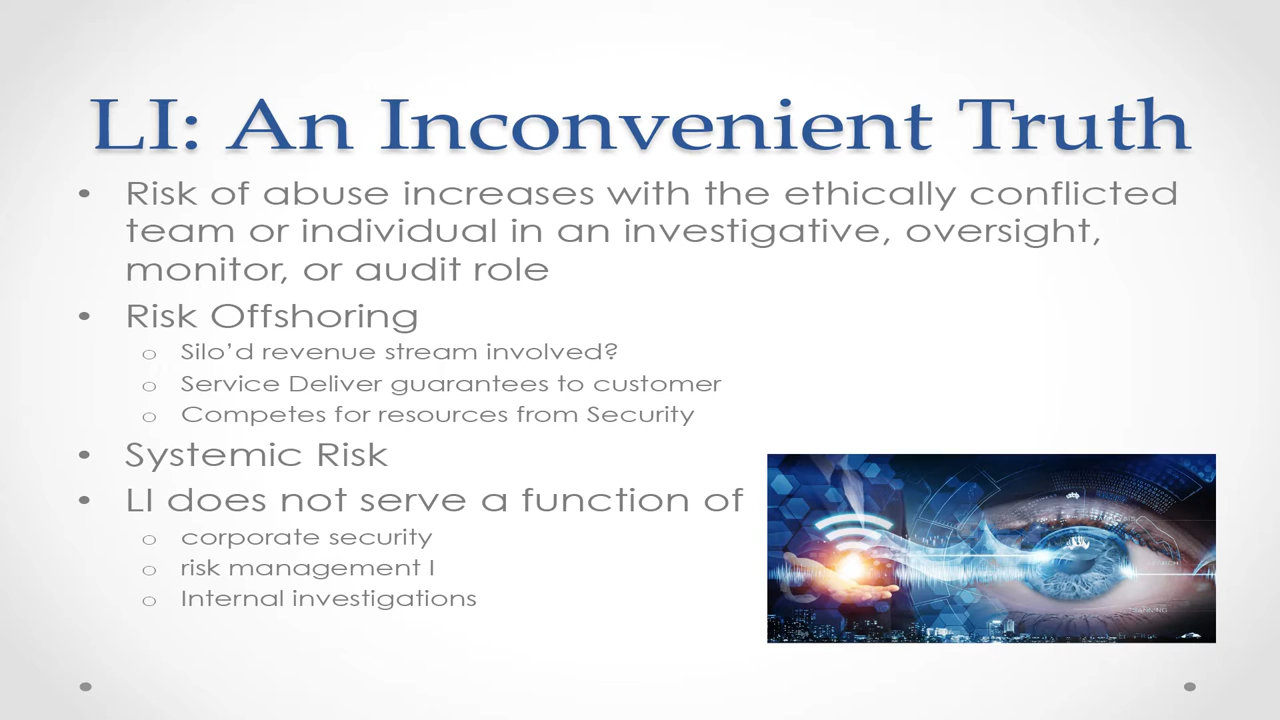 LI: An Inconvenient Truth
• Risk of abuse increases with the ethically conflicted
team or individual in an investigative, oversight,
monitor, or audit role
• Risk Offshoring
o Silo’d revenue stream involved?
o Service Deliver guarantees to customer
o Competes for resources from Security
• Systemic Risk
• LI does not serve a function of
o corporate security
o risk management I
o Internal investigations